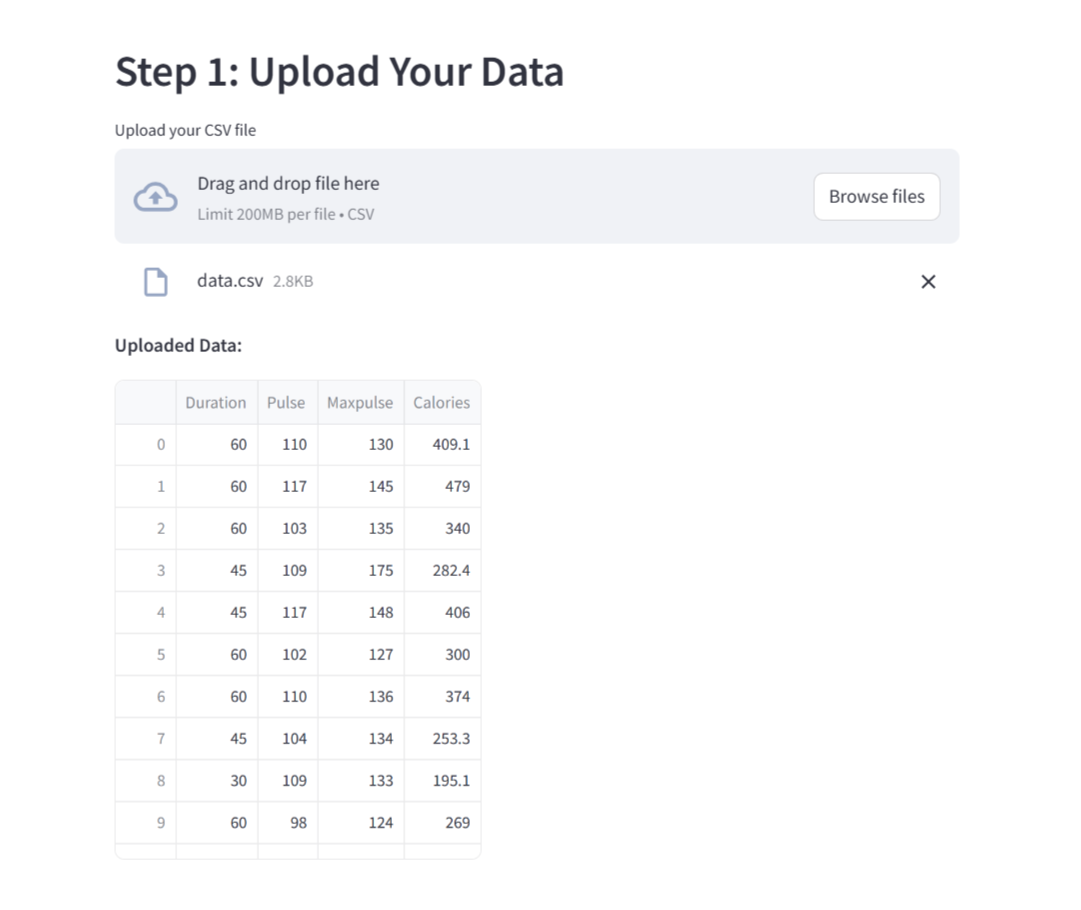 Step 1: Upload Your Data
Upload your CSV file
Drag and drop file here
Limit 200MB per file • CSV
Browse files
data.csv 2.8KB
Uploaded Data:
Duration Pulse Maxpulse Calories
0 60 110 130 409.1
1 60 117 145 479
2 60 103 135 340
3 45 109 175 282.4
4 45 117 148 406
5 60 102 127 300
6 60 110 136 374
7 45 104 134 253.3
8 30 109 133 195.1
9 60 98 124 269